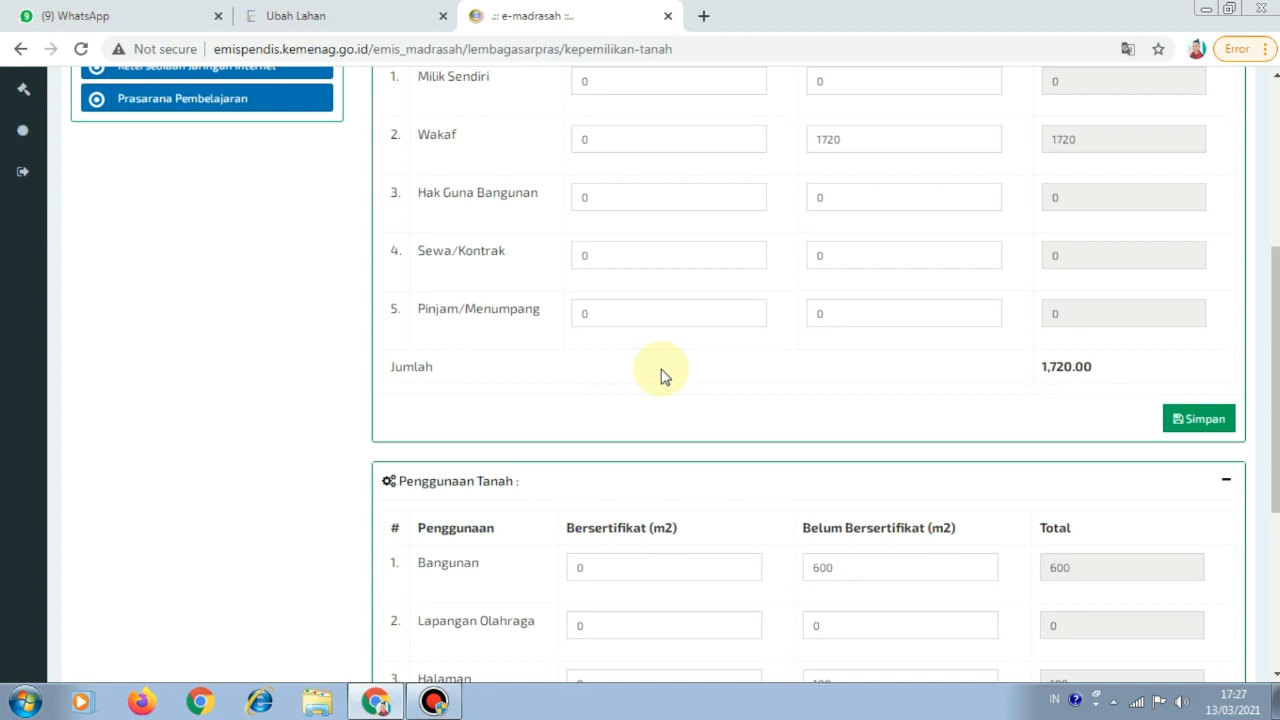 (9) WhatsApp
Ubah Lahan
.:: e-madrasah ::..
Not secure
emispendis.kemenag.go.id/emis_madrasah/lembagasarpras/kepemilikan-tanah
Error
Ketersediaan Jaringan Internet
Prasarana Pembelajaran
1. Milik Sendiri 0 0 0
2. Wakaf 0 1720 1720
3. Hak Guna Bangunan 0 0 0
4. Sewa/Kontrak 0 0 0
5. Pinjam/Menumpang 0 0 0
Jumlah 1,720.00
Simpan
Penggunaan Tanah :
# Penggunaan Bersertifikat (m2) Belum Bersertifikat (m2) Total
1. Bangunan 0 600 600
2. Lapangan Olahraga 0 0 0
3. Halaman
IN
17:27
13/03/2021